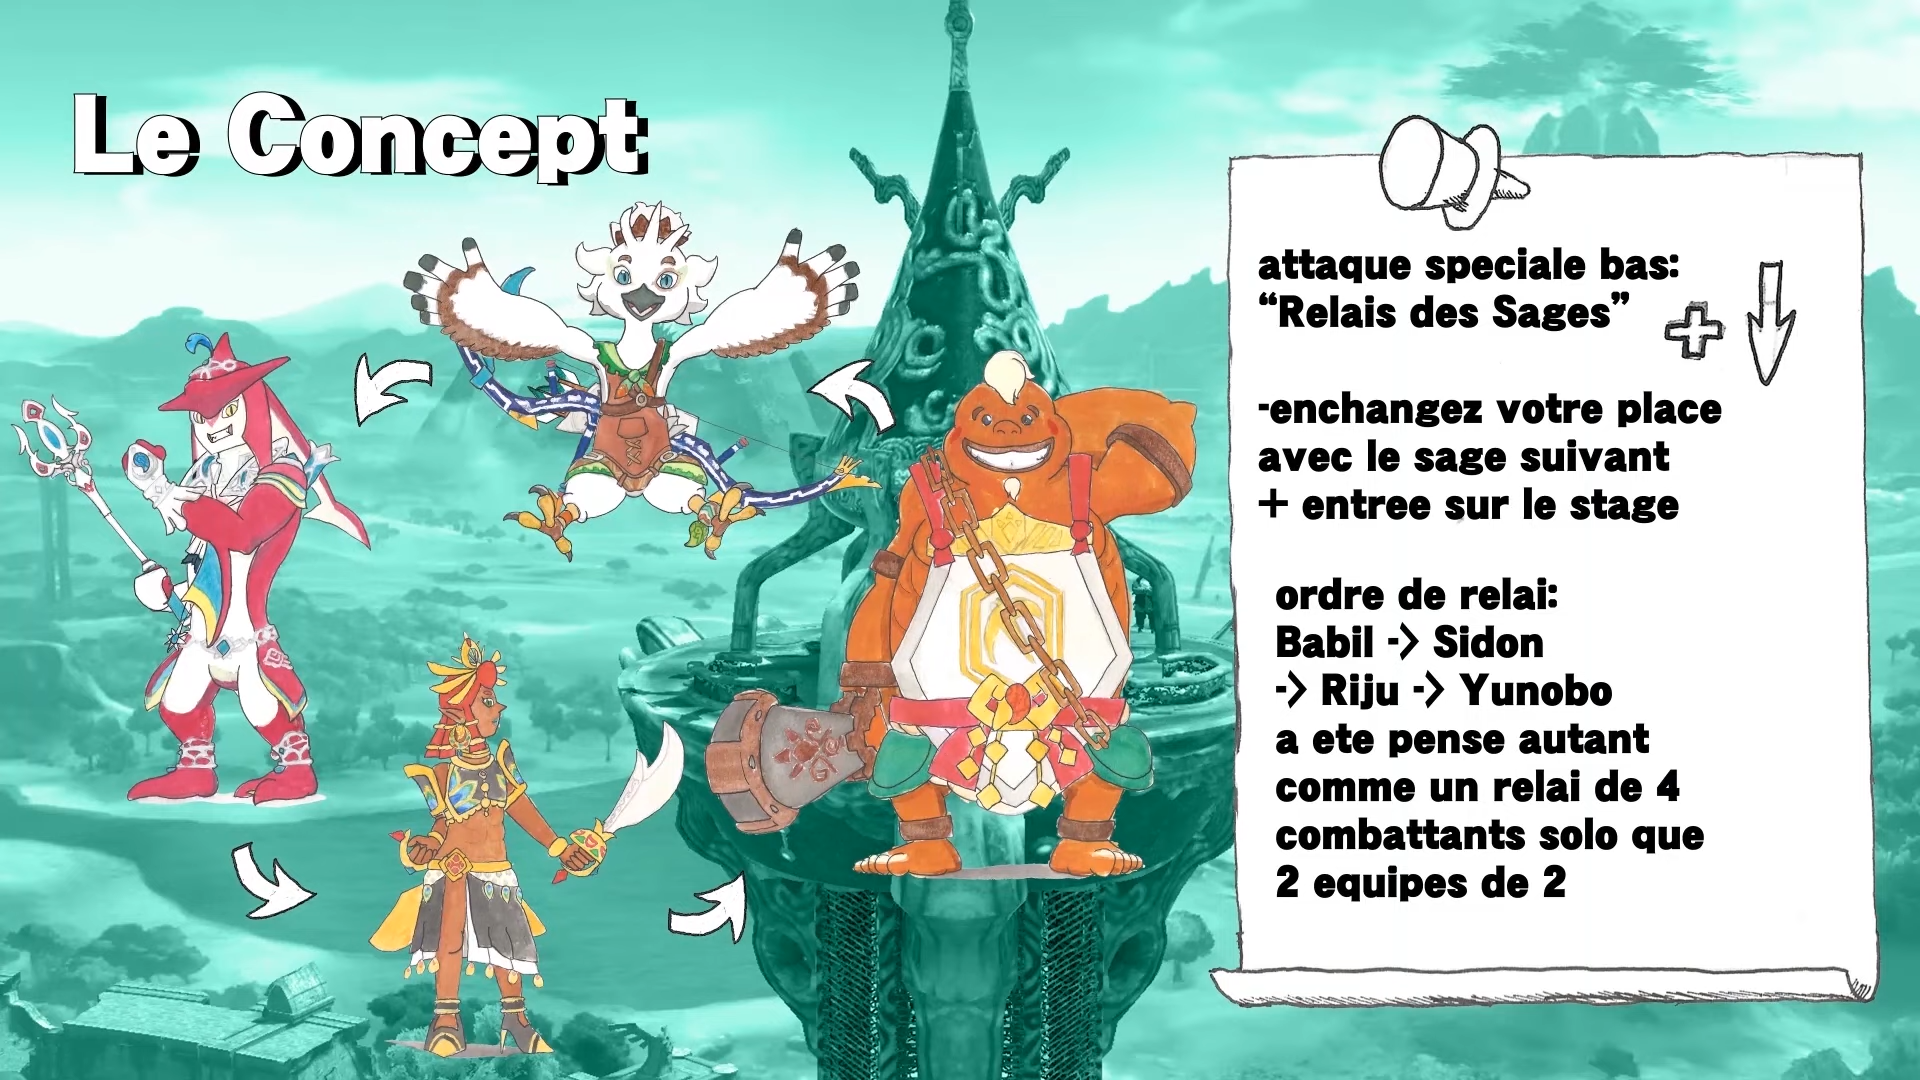 Le Concept
attaque speciale bas:
“Relais des Sages”
-enchangez votre place
avec le sage suivant
+ entree sur le stage
ordre de relai:
Babil -> Sidon
-> Riju -> Yunobo
a ete pense autant
comme un relai de 4
combattants solo que
2 equipes de 2